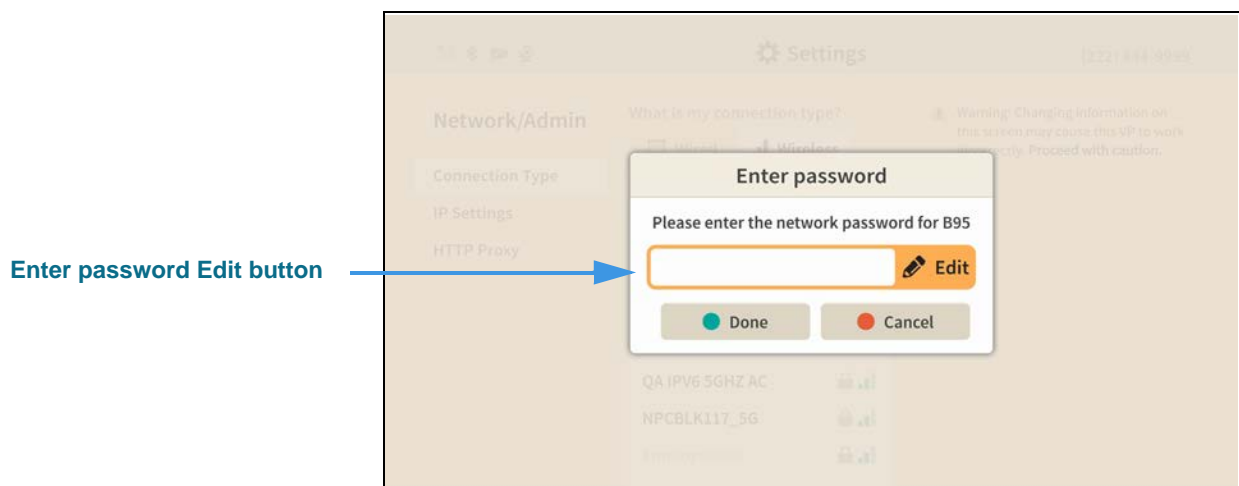 Settings
Network/Admin
What is my connection type?
Warning: Changing information on
this screen may cause this VP to work
incorrectly. Proceed with caution.
Wired
Wireless
Connection Type
Enter password
IP Settings
Please enter the network password for B95
HTTP Proxy
Enter password Edit button
Edit
Done
Cancel
QA IPV6 5GHZ AC
NPCBLK117_5G